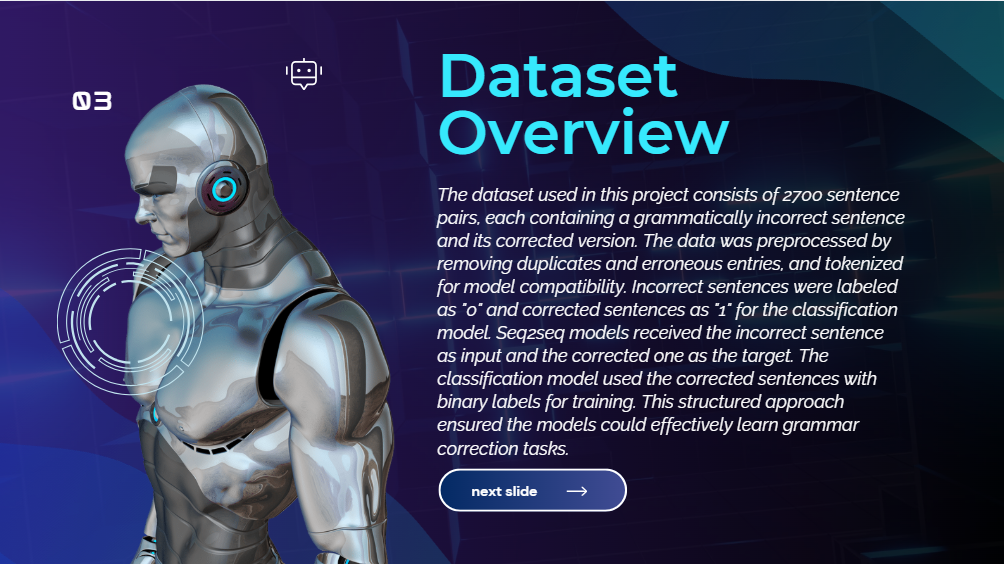 03
Dataset
Overview
The dataset used in this project consists of 2700 sentence
pairs, each containing a grammatically incorrect sentence
and its corrected version. The data was preprocessed by
removing duplicates and erroneous entries, and tokenized
for model compatibility. Incorrect sentences were labeled
as "0" and corrected sentences as "1" for the classification
model. Seq2seq models received the incorrect sentence
as input and the corrected one as the target. The
classification model used the corrected sentences with
binary labels for training. This structured approach
ensured the models could effectively learn grammar
correction tasks.
next slide